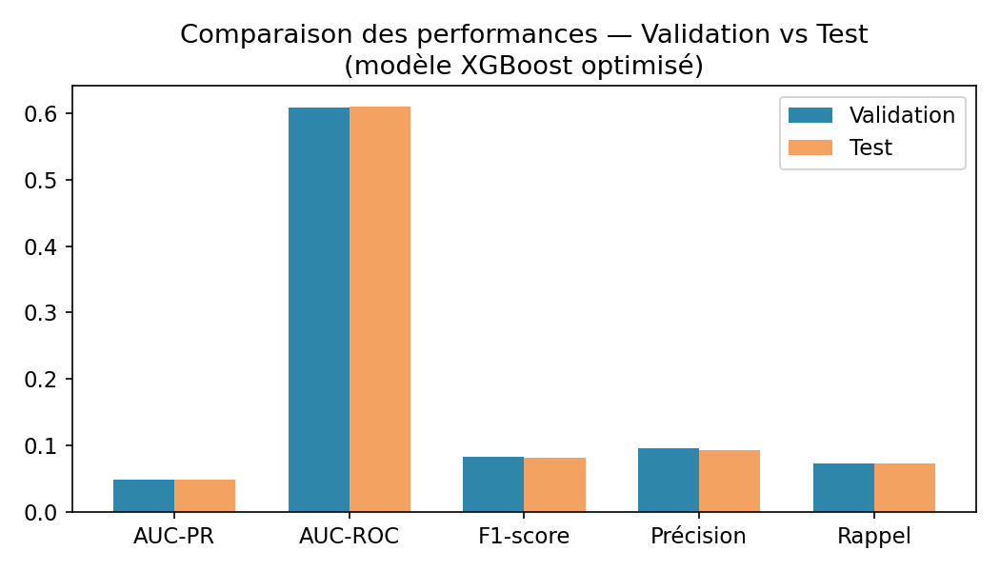 Comparaison des performances — Validation vs Test
(modèle XGBoost optimisé)
Validation
Test
0.6
0.5
0.4
0.3
0.2
0.1
0.0
AUC-PR
AUC-ROC
F1-score
Précision
Rappel